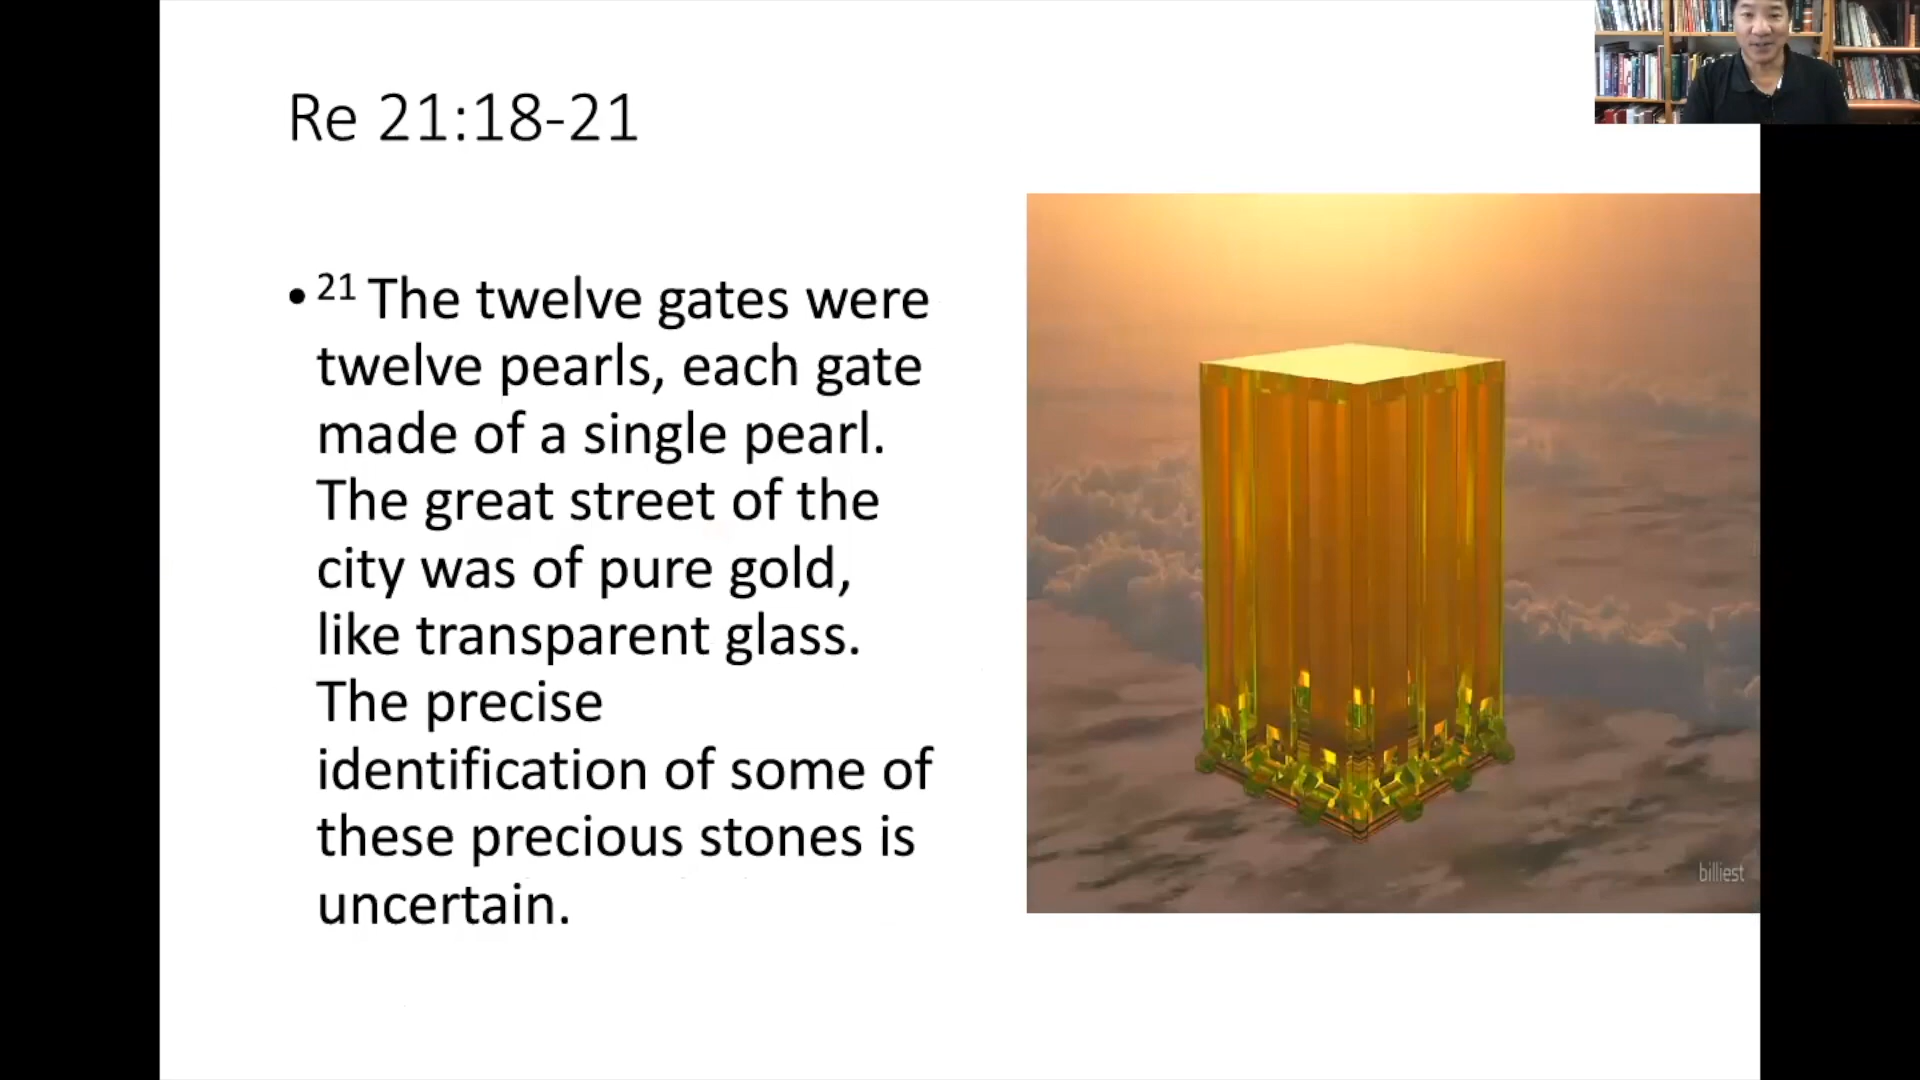 Re 21:18-21
• 21 The twelve gates were
twelve pearls, each gate
made of a single pearl.
The great street of the
city was of pure gold,
like transparent glass.
The precise
identification of some of
these precious stones is
uncertain.
billiest